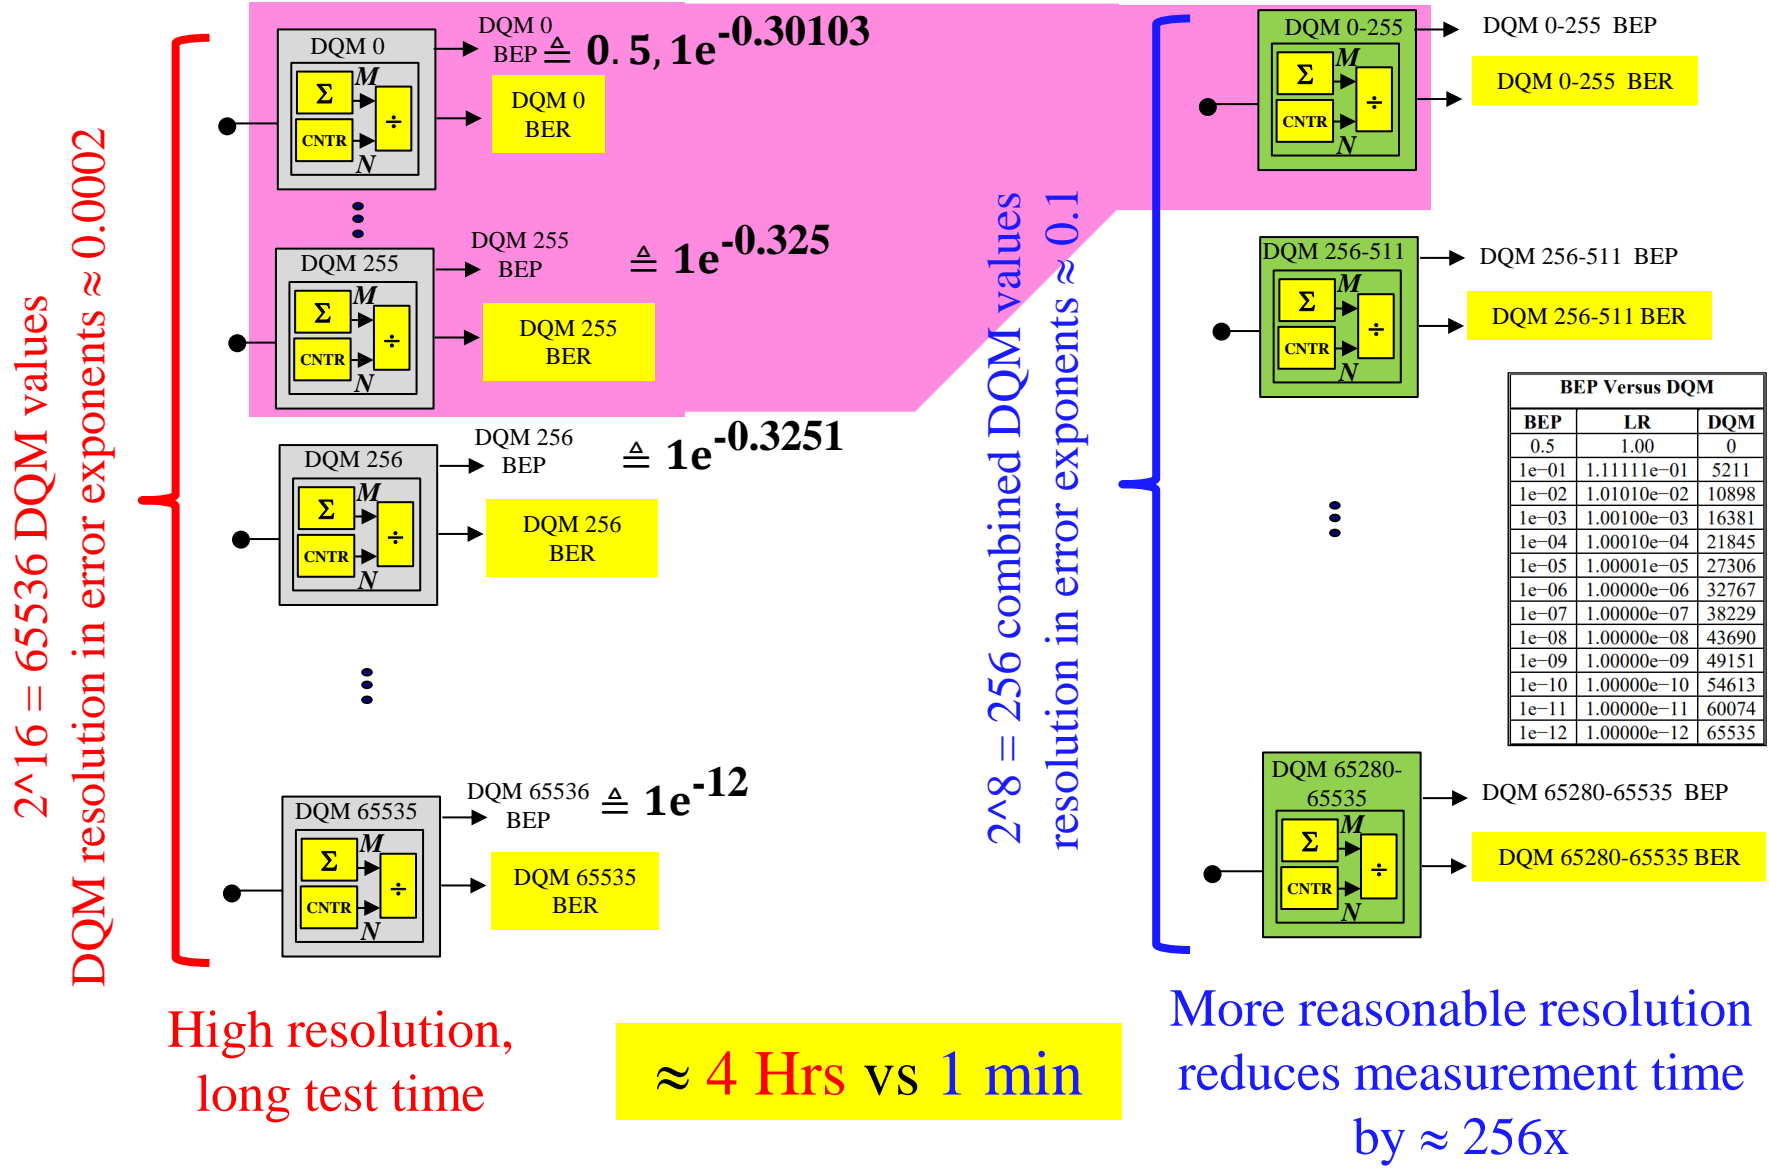 2^16 = 65536 DQM values
DQM resolution in error exponents ≈ 0.0002
DQM 0
Σ
M
CNTR
÷
N
DQM 0
BEP ≜ 0.5, 1e-0.30103
DQM 0
BER
DQM 255
Σ
M
CNTR
÷
N
DQM 255
BEP ≜ 1e-0.325
DQM 255
BER
DQM 256
Σ
M
CNTR
÷
N
DQM 256
BEP ≜ 1e-0.3251
DQM 256
BER
DQM 65535
Σ
M
CNTR
÷
N
DQM 65536
BEP ≜ 1e-12
DQM 65535
BER
High resolution,
long test time
≈ 4 Hrs vs 1 min
2^8 = 256 combined DQM values
resolution in error exponents ≈ 0.1
DQM 0-255
Σ
M
CNTR
÷
N
DQM 0-255 BEP
DQM 0-255 BER
DQM 256-511
Σ
M
CNTR
÷
N
DQM 256-511 BEP
DQM 256-511 BER
DQM 65280-
65535
Σ
M
CNTR
÷
N
DQM 65280-65535 BEP
DQM 65280-65535 BER
BEP Versus DQM
BEP LR DQM
0.5 1.00 0
1e−01 1.11111e−01 5211
1e−02 1.01010e−02 10898
1e−03 1.00100e−03 16381
1e−04 1.00010e−04 21845
1e−05 1.00001e−05 27306
1e−06 1.00000e−06 32767
1e−07 1.00000e−07 38229
1e−08 1.00000e−08 43690
1e−09 1.00000e−09 49151
1e−10 1.00000e−10 54613
1e−11 1.00000e−11 60074
1e−12 1.00000e−12 65535
More reasonable resolution
reduces measurement time
by ≈ 256x